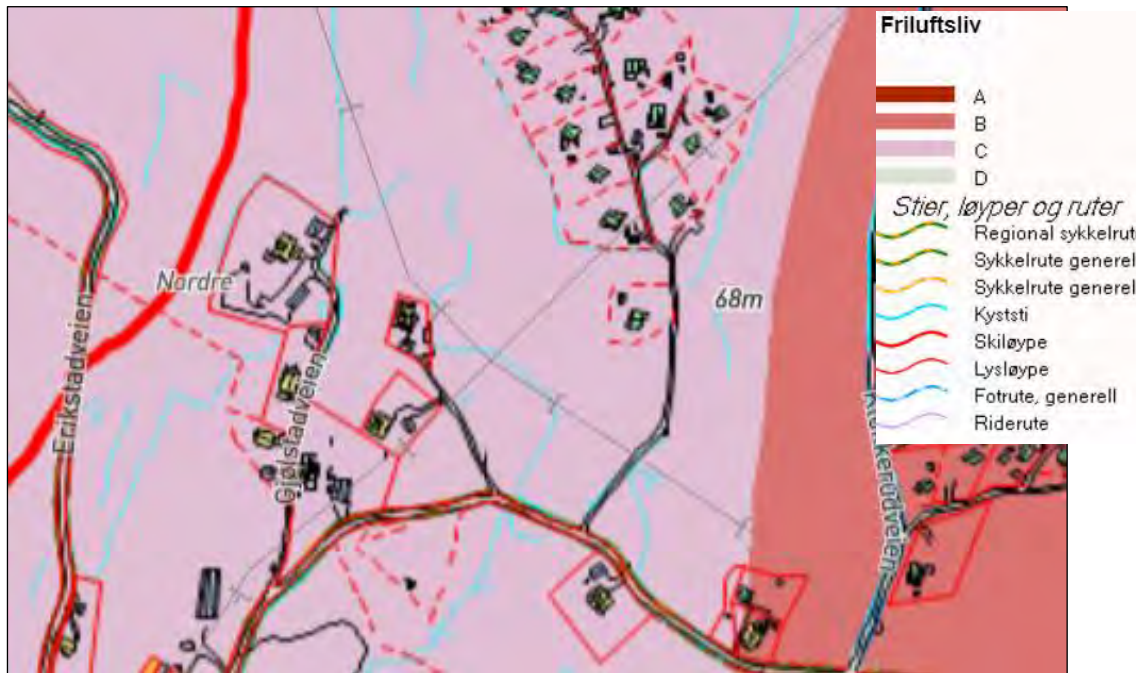 Friluftsliv
A
B
C
D
Stier, løyper og ruter
Regional sykkelrut
Sykkelrute generel
Sykkelrute generel
Kyststi
Skiløype
Lysløype
Fotrute, generell
Riderute
Nordre
68m
Erikstadveien
Gjølstadveien